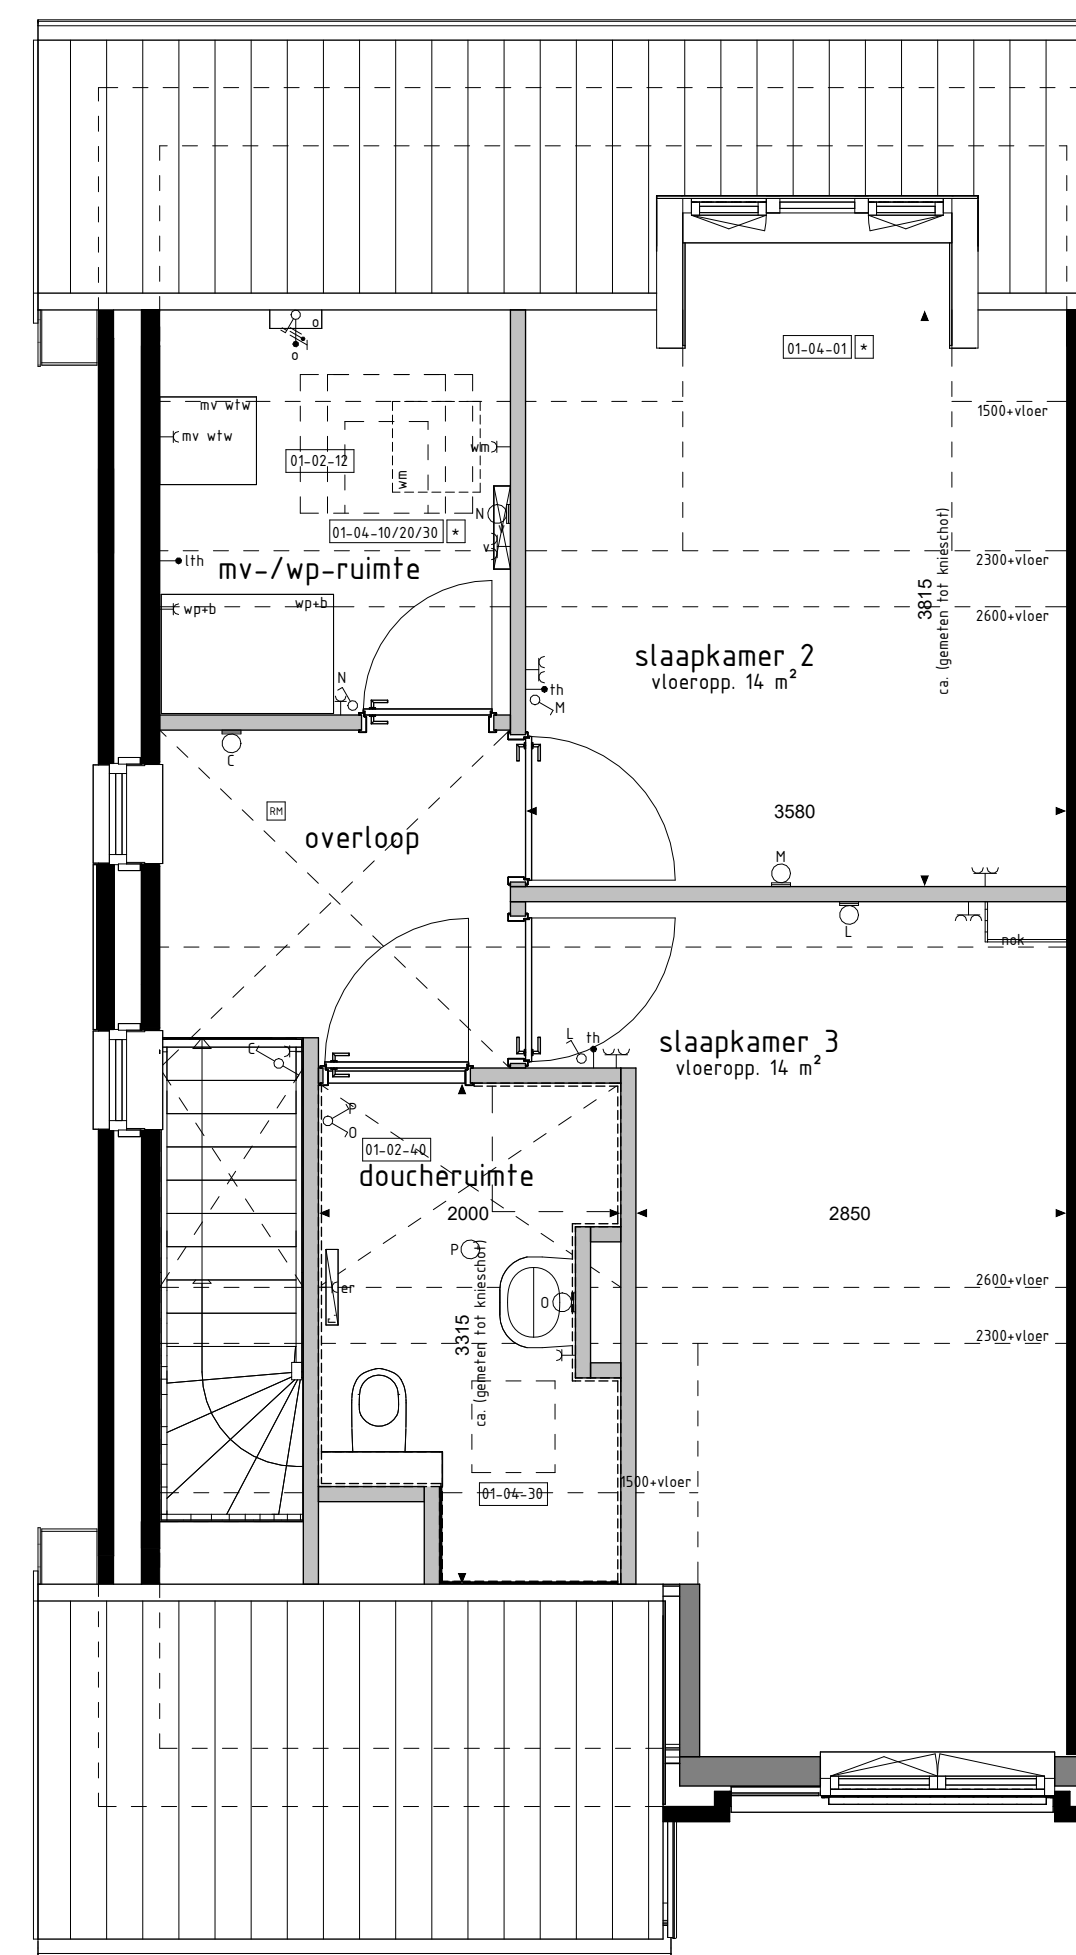 o
o
01-04-01 *
mv wtw
mv wtw
1500+vloer
wm
01-02-12
wm
N
01-04-10/20/30 *
v
2300+vloer
lth
mv-/wp-ruimte
3815
ca. (gemeten tot knieschot)
wp+b
wp+b
2600+vloer
slaapkamer 2
vloeropp. 14 m²
N
th
M
C
RM
overloop
3580
M
L
nok
L
th
slaapkamer 3
vloeropp. 14 m²
C
P
O
01-02-40
doucheruimte
2000
2850
P
er
r.
O
2600+vloer
3315
ca. (gemeten tot knieschot)
2300+vloer
1500+vloer
01-04-30